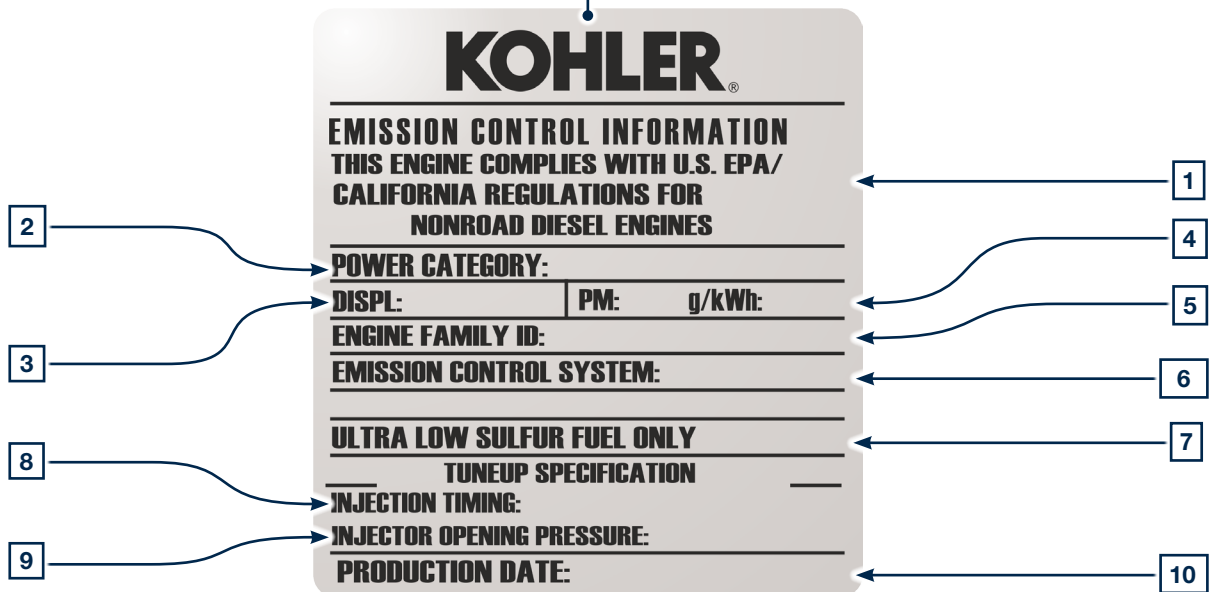 KOHLER®
EMISSION CONTROL INFORMATION
THIS ENGINE COMPLIES WITH U.S. EPA/
CALIFORNIA REGULATIONS FOR
NONROAD DIESEL ENGINES
1
2
POWER CATEGORY:
4
DISPL: PM: g/kWh:
5
ENGINE FAMILY ID:
3
EMISSION CONTROL SYSTEM:
6
ULTRA LOW SULFUR FUEL ONLY
7
8
TUNEUP SPECIFICATION
INJECTION TIMING:
INJECTOR OPENING PRESSURE:
9
PRODUCTION DATE:
10